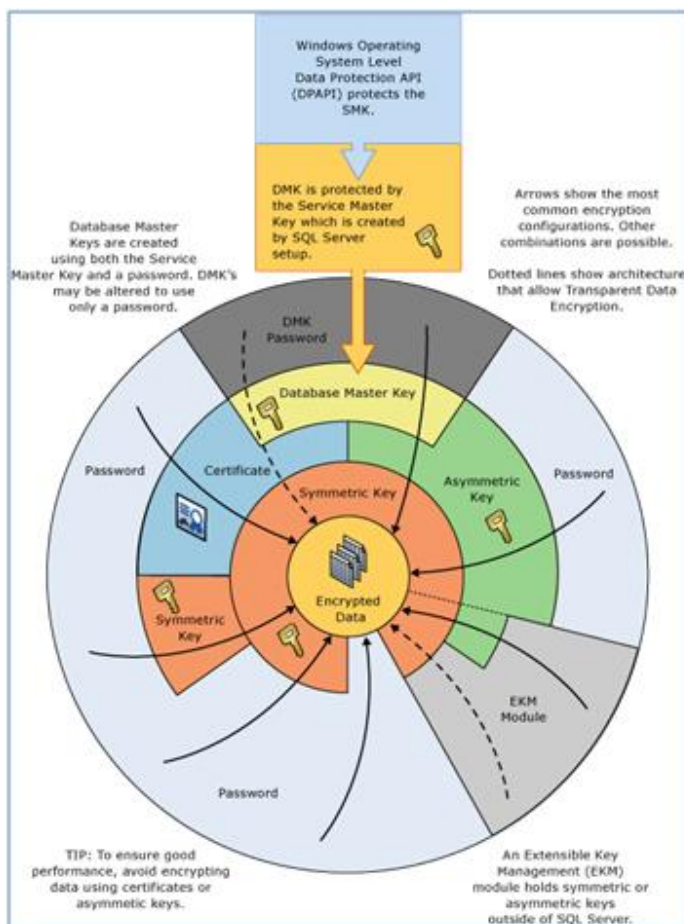 Windows Operating
System Level
Data Protection API
(DPAPI) protects the
SMK.
DMK is protected by
the Service Master
Key which is created
by SQL Server
setup.
Database Master
Keys are created
using both the Service
Master Key and a password. DMK's
may be altered to use
only a password.
Arrows show the most
common encryption
configurations. Other
combinations are possible.
Dotted lines show architecture
that allow Transparent Data
Encryption.
DMK
Password
Database Master Key
Password
Certificate
Symmetric Key
Asymmetric
Key
Password
Encrypted
Data
Symmetric
Key
EKM
Module
Password
TIP: To ensure good
performance, avoid encrypting
data using certificates or
asymmetic keys.
An Extensible Key
Management (EKM)
module holds symmetric or
asymmetric keys
outside of SQL Server.